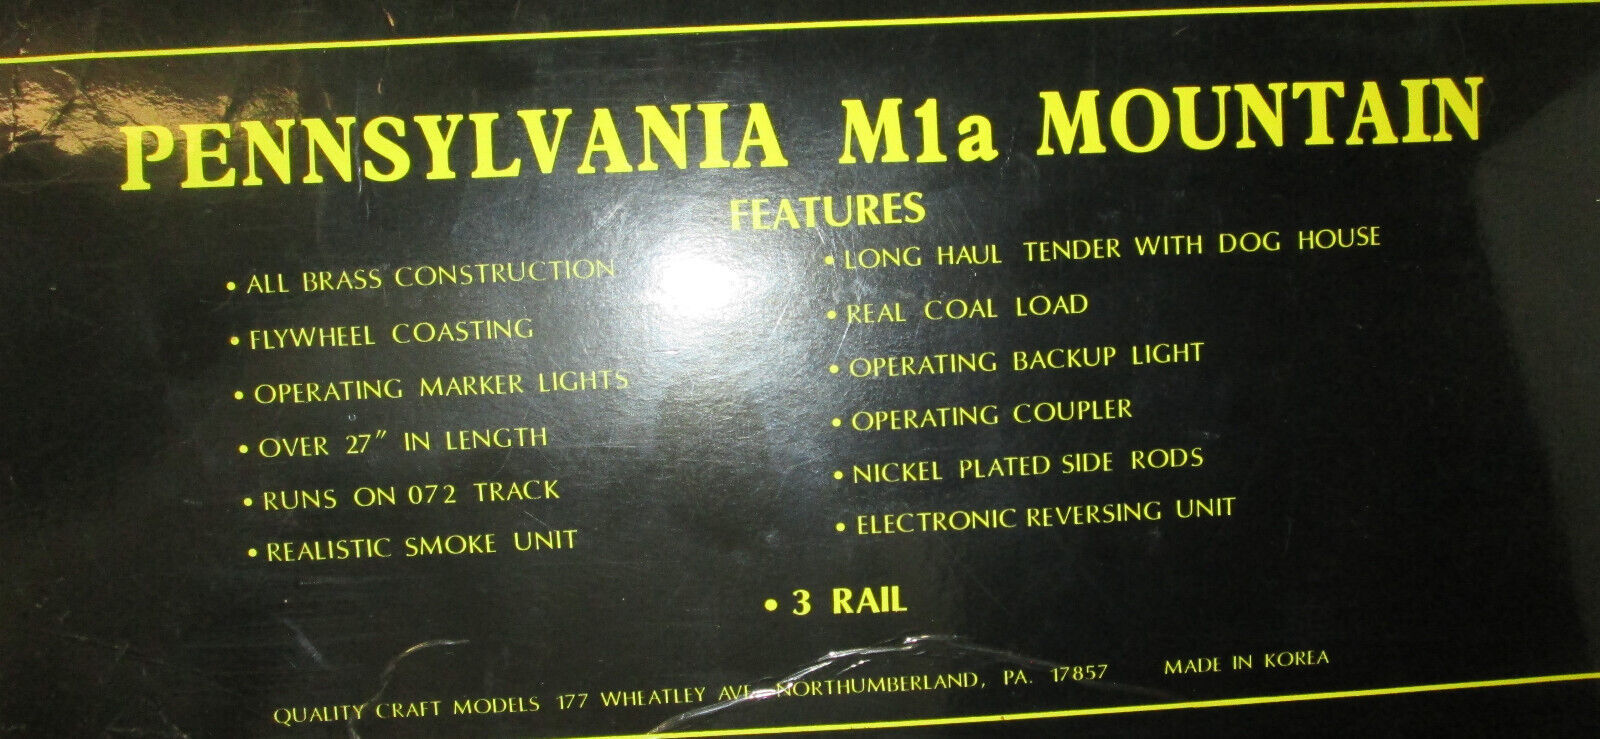 PENNSYLVANIA M1a MOUNTAIN
FEATURES
• ALL BRASS CONSTRUCTION
• FLYWHEEL COASTING
• OPERATING MARKER LIGHTS
• OVER 27" IN LENGTH
• RUNS ON 072 TRACK
• REALISTIC SMOKE UNIT
• LONG HAUL TENDER WITH DOG HOUSE
• REAL COAL LOAD
• OPERATING BACKUP LIGHT
• OPERATING COUPLER
• NICKEL PLATED SIDE RODS
• ELECTRONIC REVERSING UNIT
• 3 RAIL
QUALITY CRAFT MODELS 177 WHEATLEY AVE. NORTHUMBERLAND, PA. 17857 MADE IN KOREA